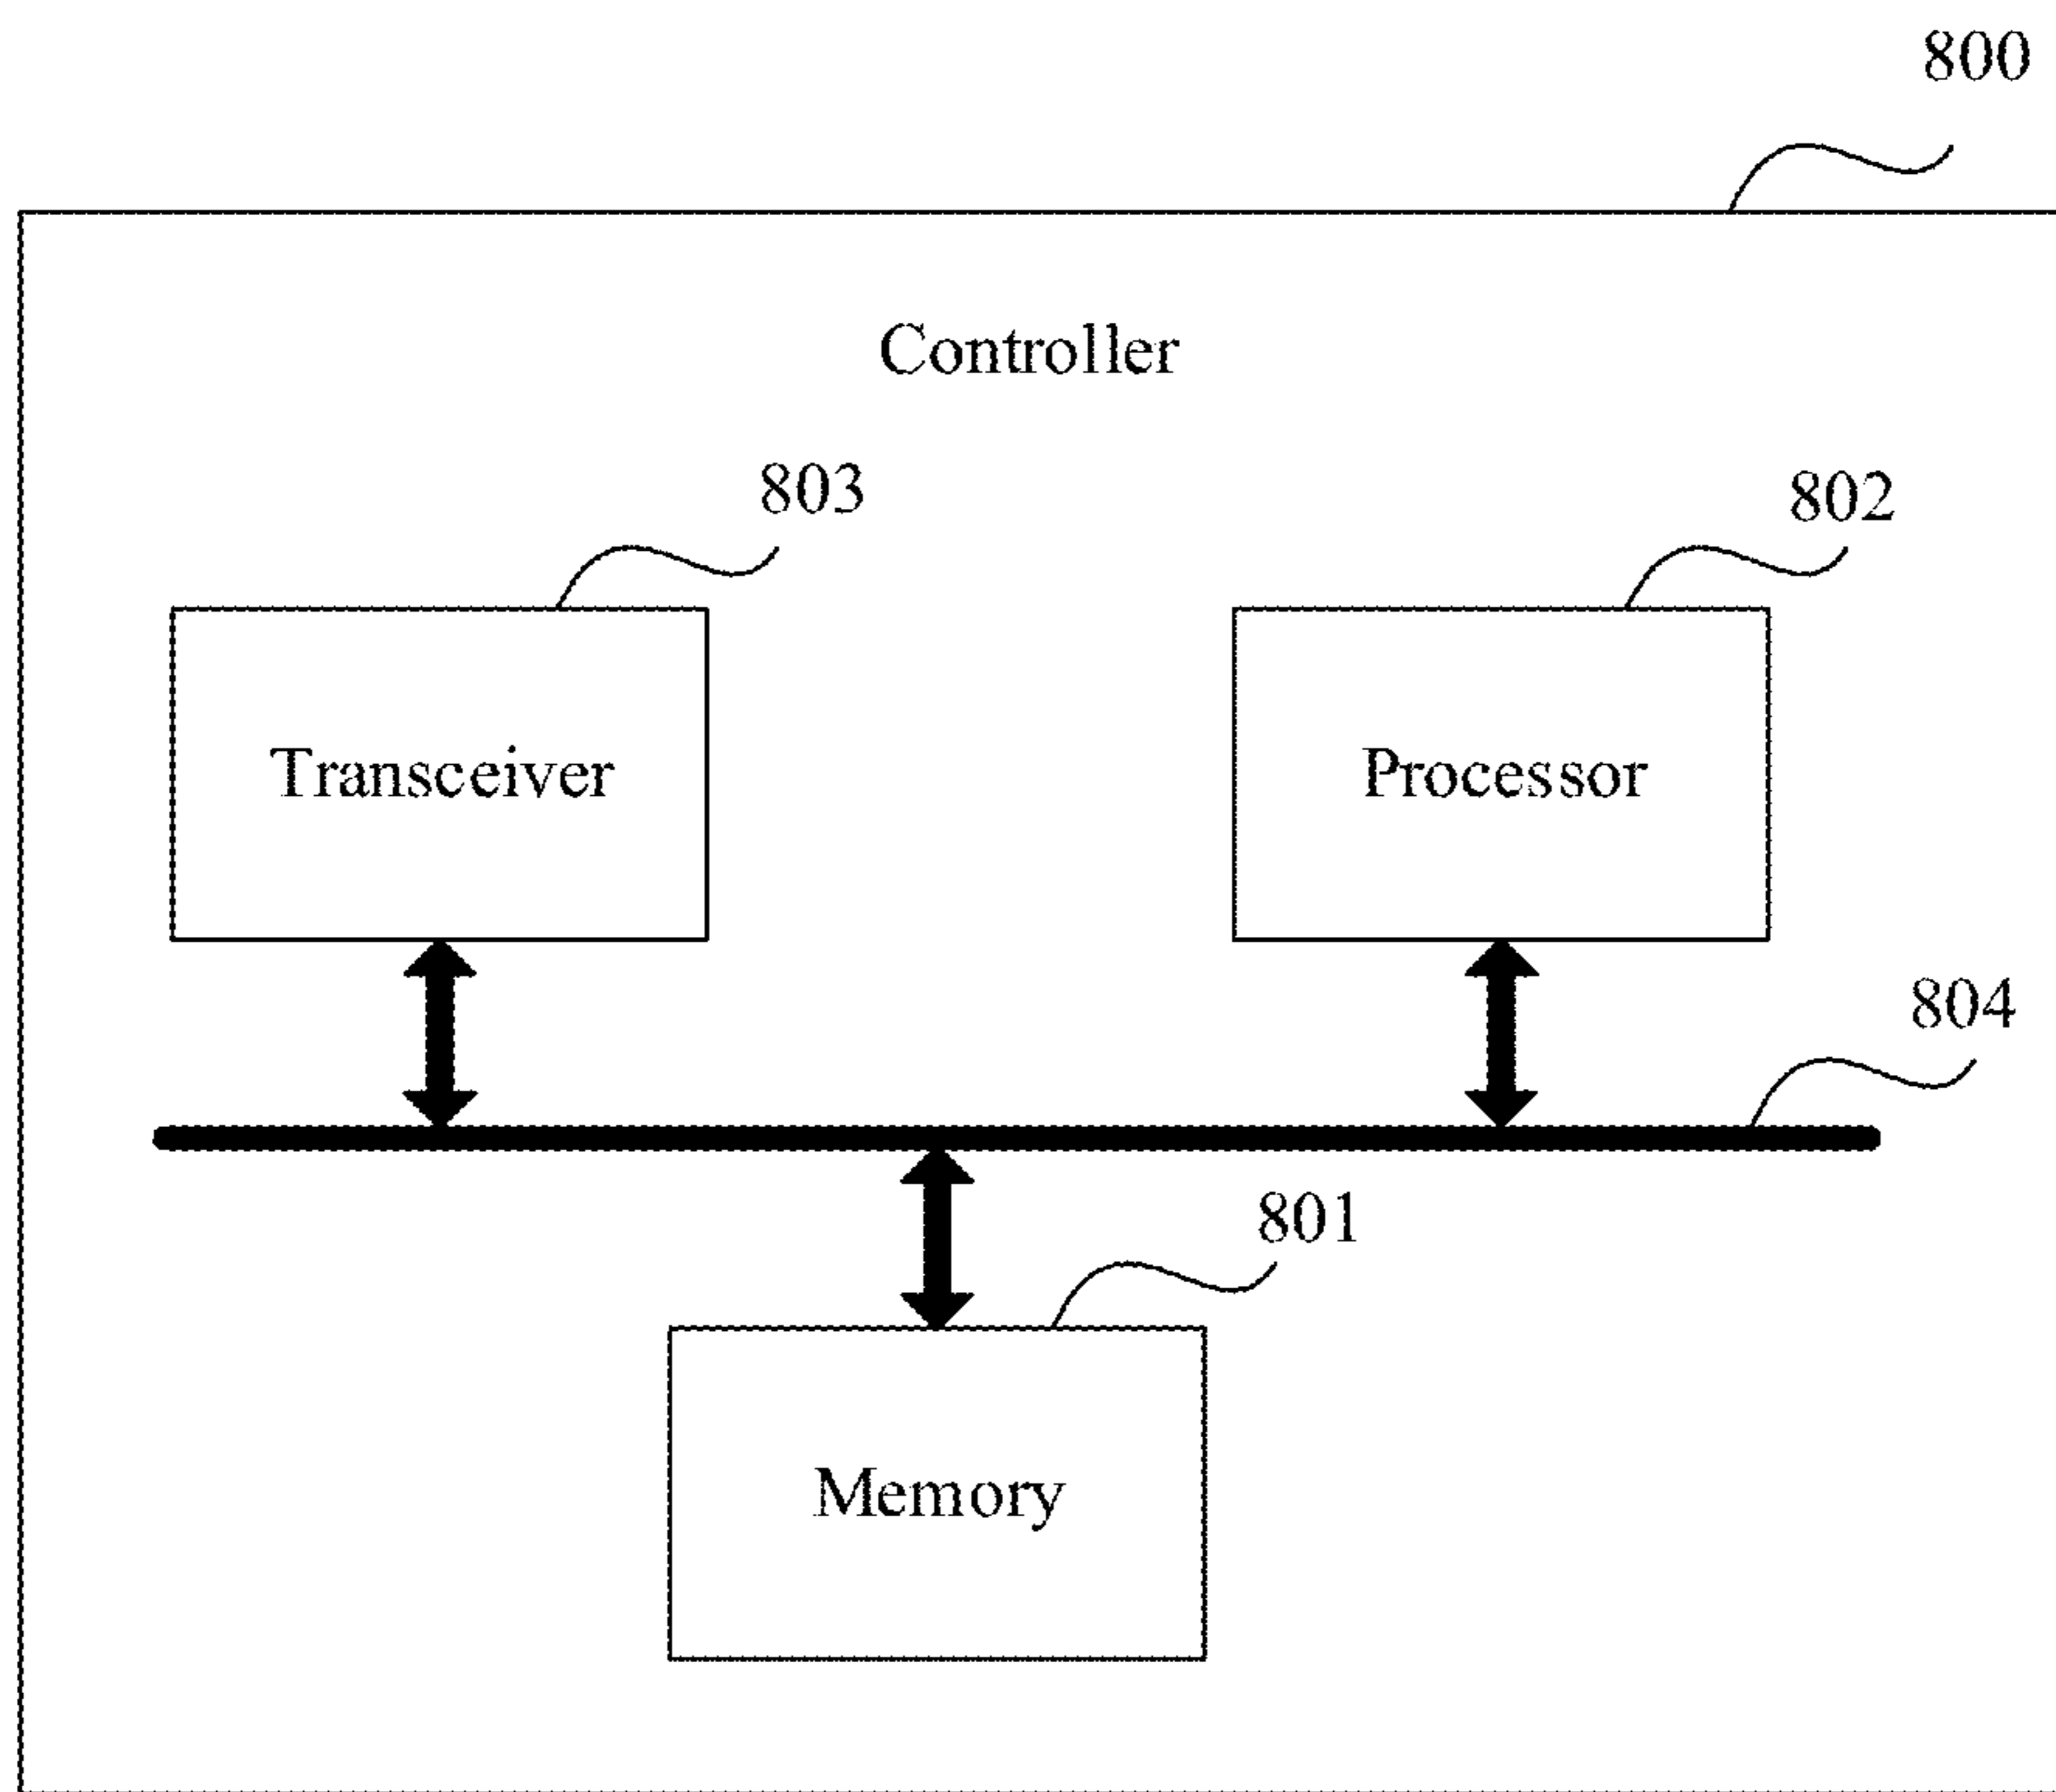 800
Controller
803
802
Transceiver
Processor
804
801
Memory